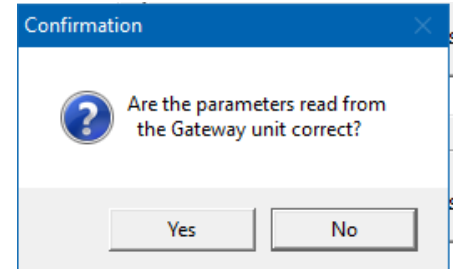 Confirmation
Are the parameters read from
the Gateway unit correct?
Yes
No